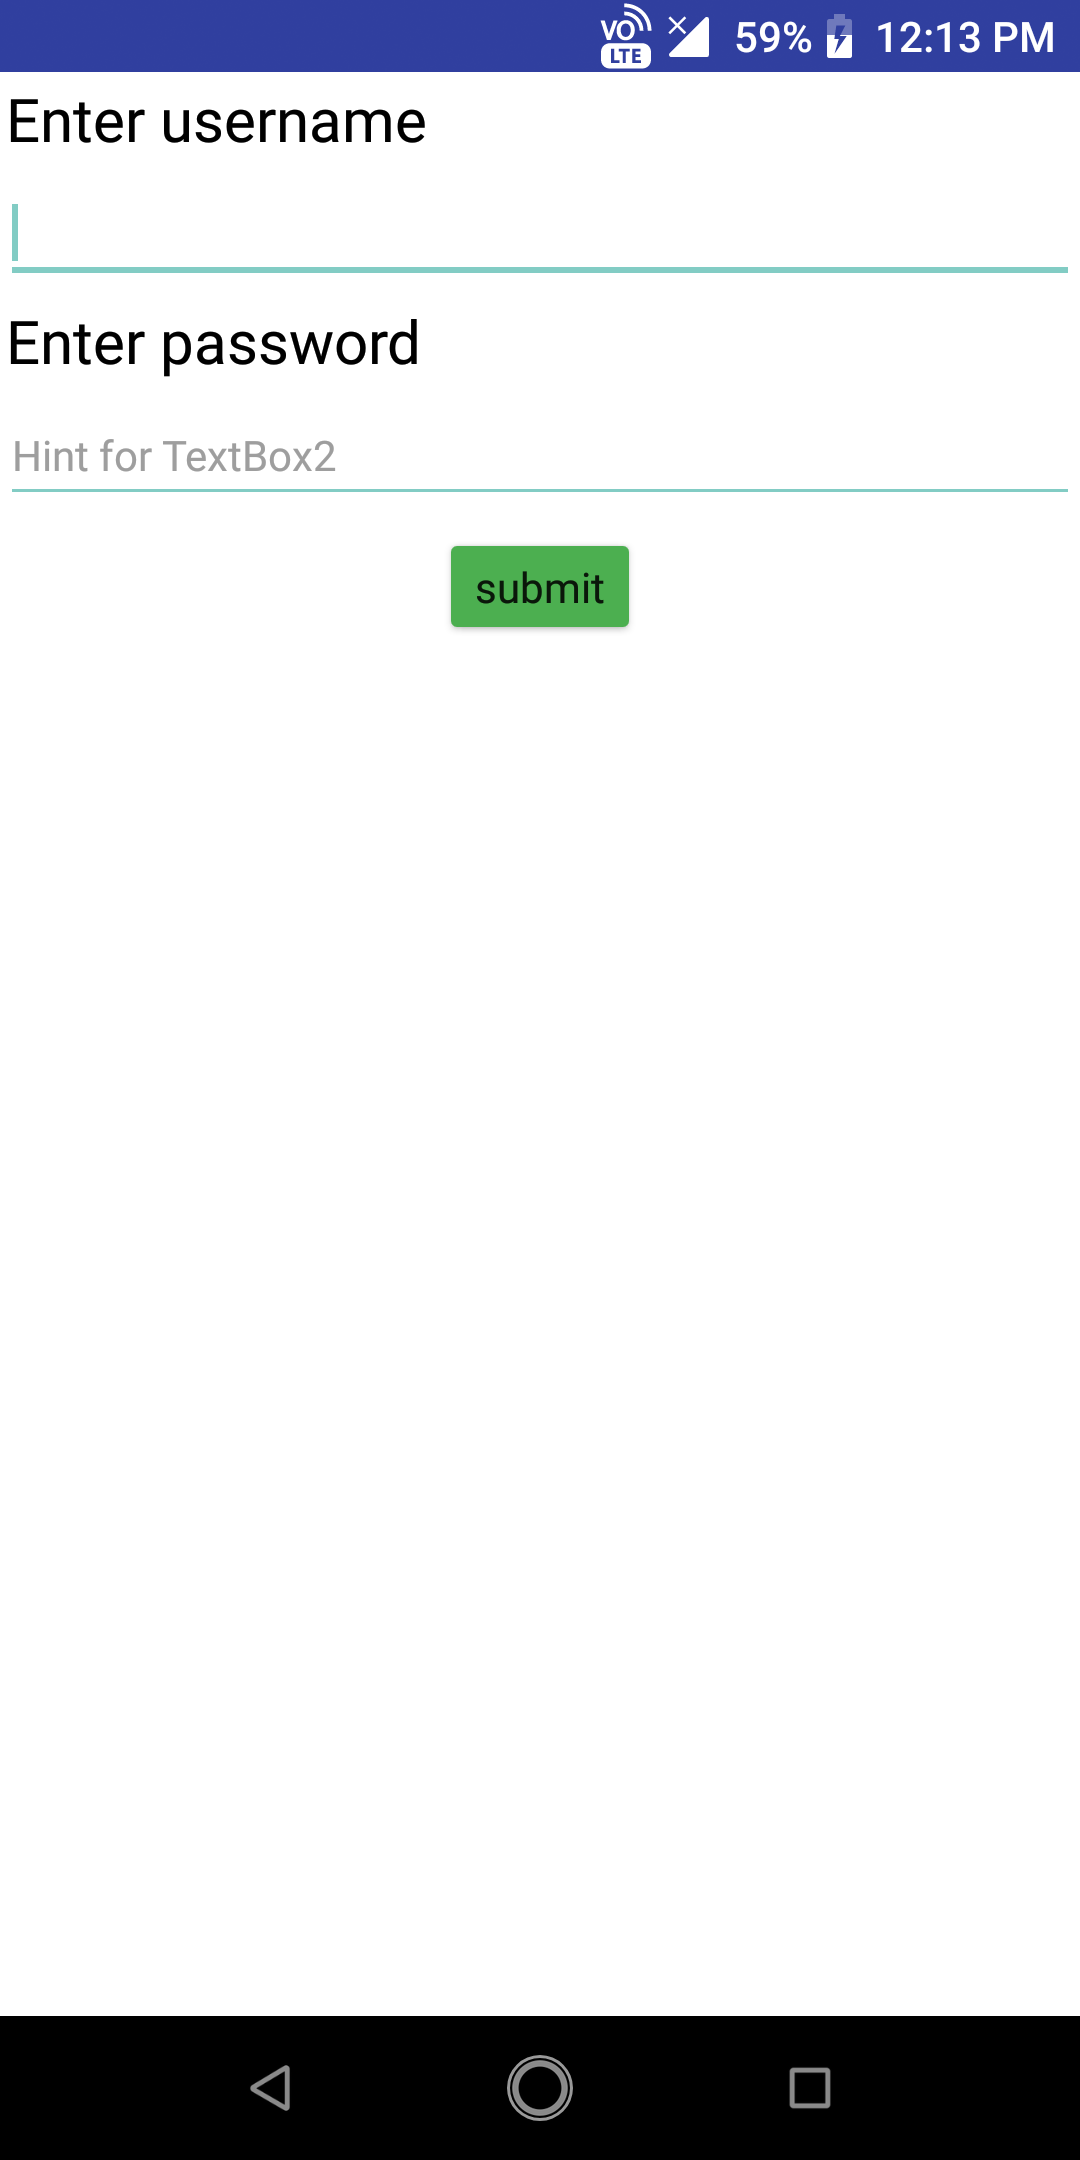 VO LTE 59% 12:13 PM
Enter username
Enter password
Hint for TextBox2
submit